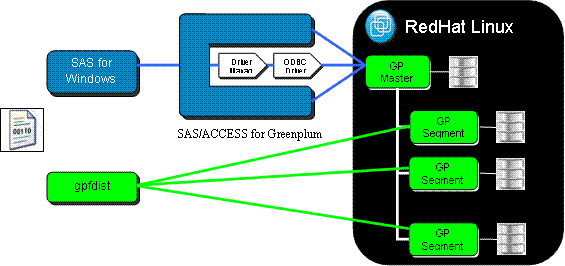 RedHat Linux
SAS for
Windows
Driver
Manager
ODBC
Driver
GP
Master
SAS/ACCESS for Greenplum
00110
GP
Segment
GP
Segment
gpfdist
GP
Segment